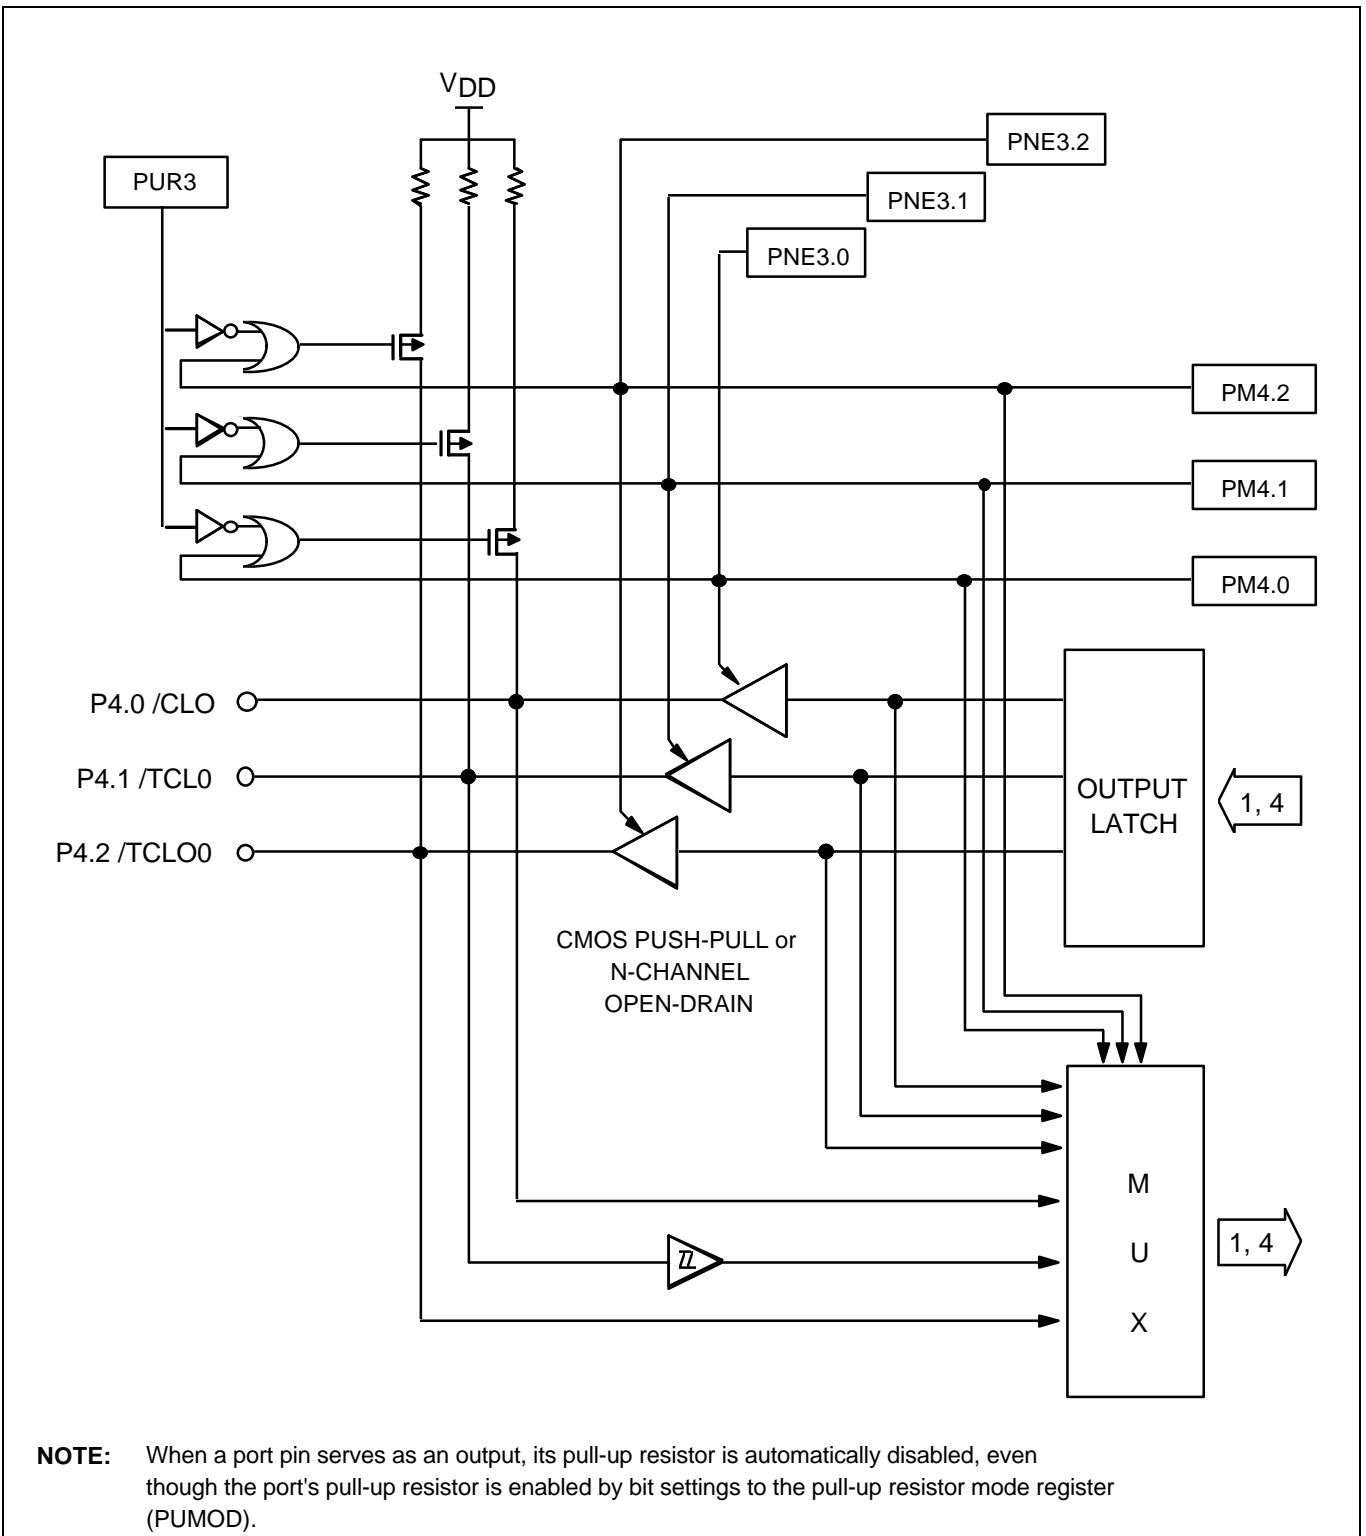 VDD
PNE3.2
PUR3
PNE3.1
PNE3.0
PM4.2
PM4.1
PM4.0
P4.0 /CLO
P4.1 /TCL0
P4.2 /TCLO0
OUTPUT
LATCH
1, 4
CMOS PUSH-PULL or
N-CHANNEL
OPEN-DRAIN
M
U
X
1, 4
NOTE: When a port pin serves as an output, its pull-up resistor is automatically disabled, even
though the port's pull-up resistor is enabled by bit settings to the pull-up resistor mode register
(PUMOD).